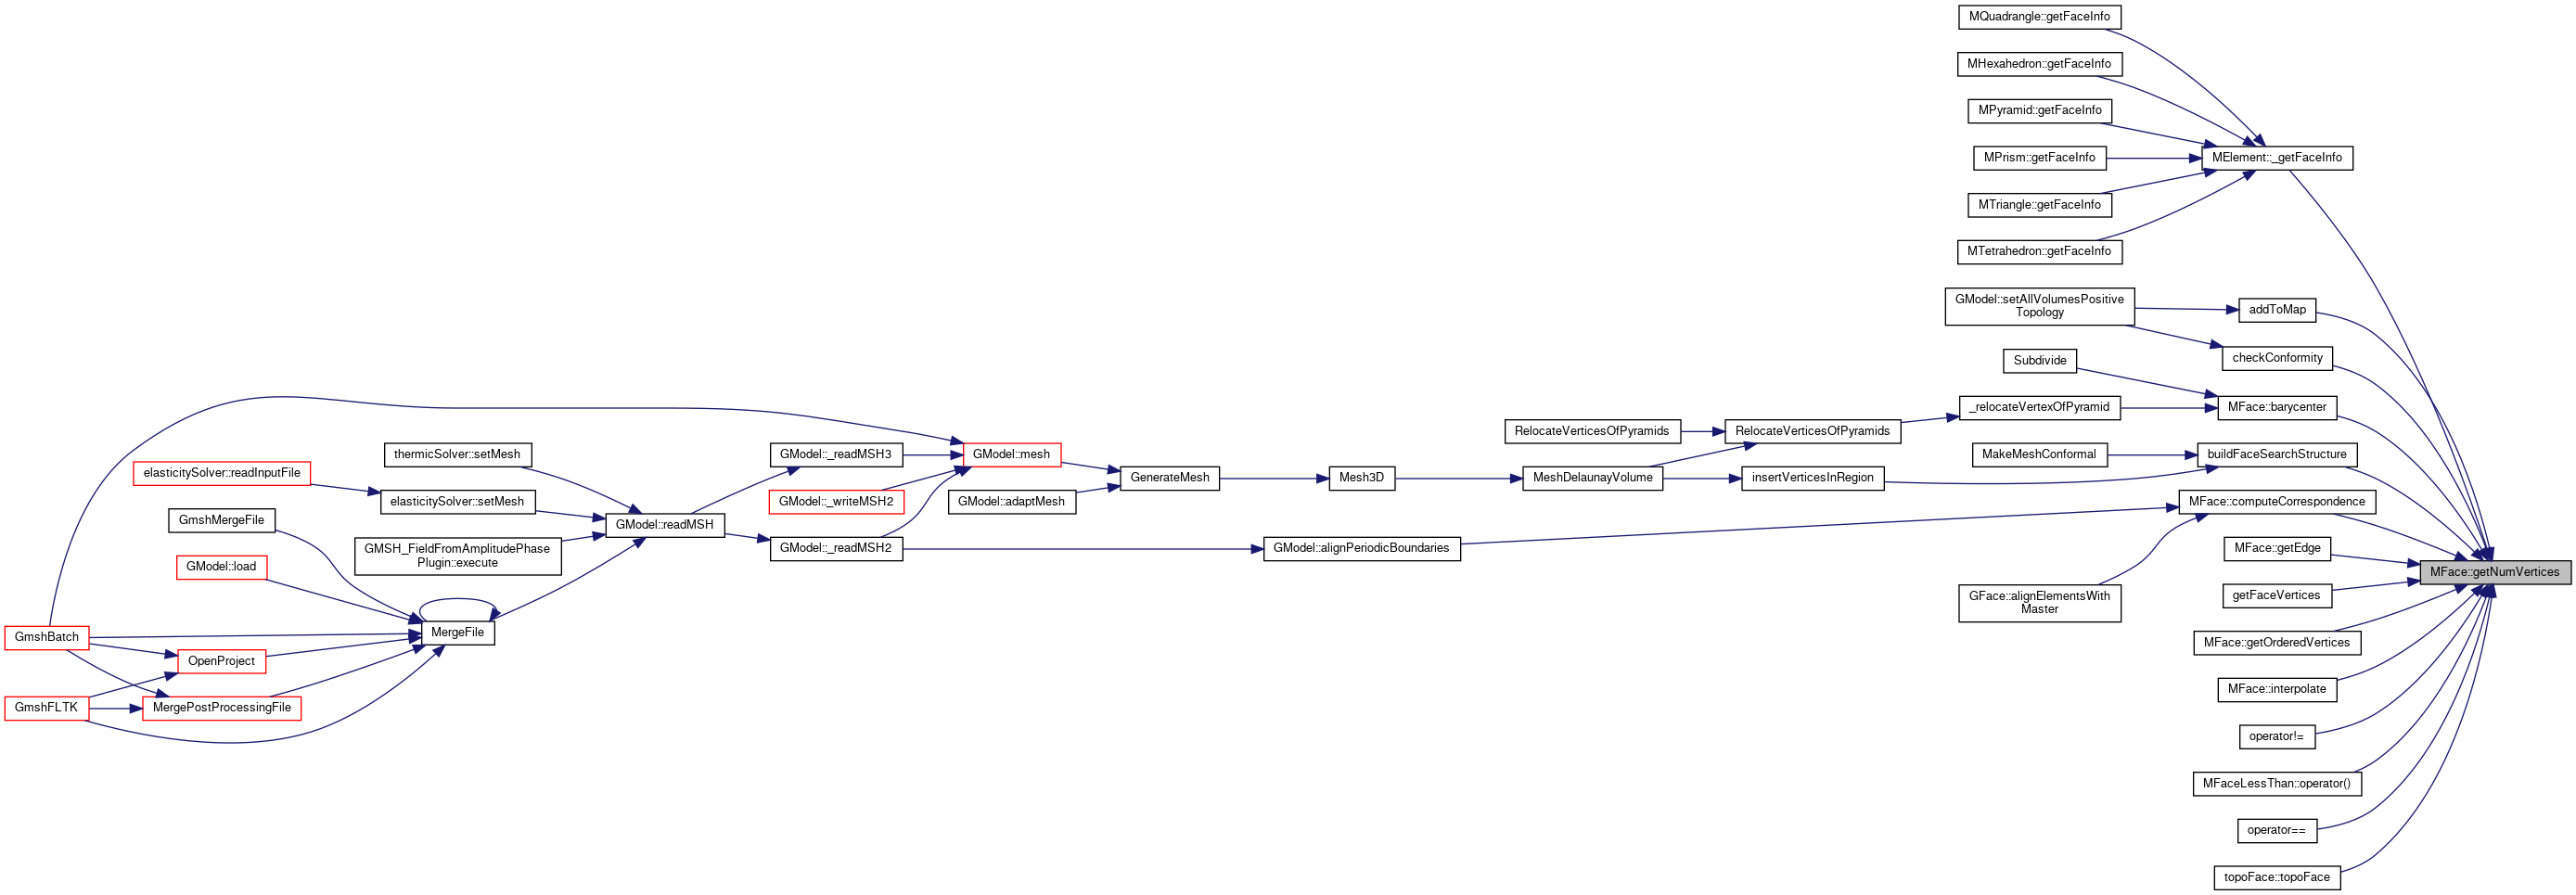 MQuadrangle::getFaceInfo
MHexahedron::getFaceInfo
MPyramid::getFaceInfo
MPrism::getFaceInfo
MElement::_getFaceInfo
MTriangle::getFaceInfo
MTetrahedron::getFaceInfo
GModel::setAllVolumesPositive
Topology
addToMap
checkConformity
Subdivide
_relocateVertexOfPyramid
MFace::barycenter
RelocateVerticesOfPyramids
RelocateVerticesOfPyramids
thermicSolver::setMesh
GModel::_readMSH3
GModel::mesh
MakeMeshConformal
buildFaceSearchStructure
elasticitySolver::readInputFile
GenerateMesh
Mesh3D
MeshDelaunayVolume
insertVerticesInRegion
elasticitySolver::setMesh
GModel::_writeMSH2
GModel::adaptMesh
MFace::computeCorrespondence
GmshMergeFile
GModel::readMSH
GMSH_FieldFromAmplitudePhase
Plugin::execute
GModel::_readMSH2
GModel::alignPeriodicBoundaries
MFace::getEdge
GModel::load
MFace::getNumVertices
GFace::alignElementsWith
Master
getFaceVertices
GmshBatch
MergeFile
MFace::getOrderedVertices
OpenProject
MFace::interpolate
GmshFLTK
MergePostProcessingFile
operator!=
MFaceLessThan::operator()
operator==
topoFace::topoFace